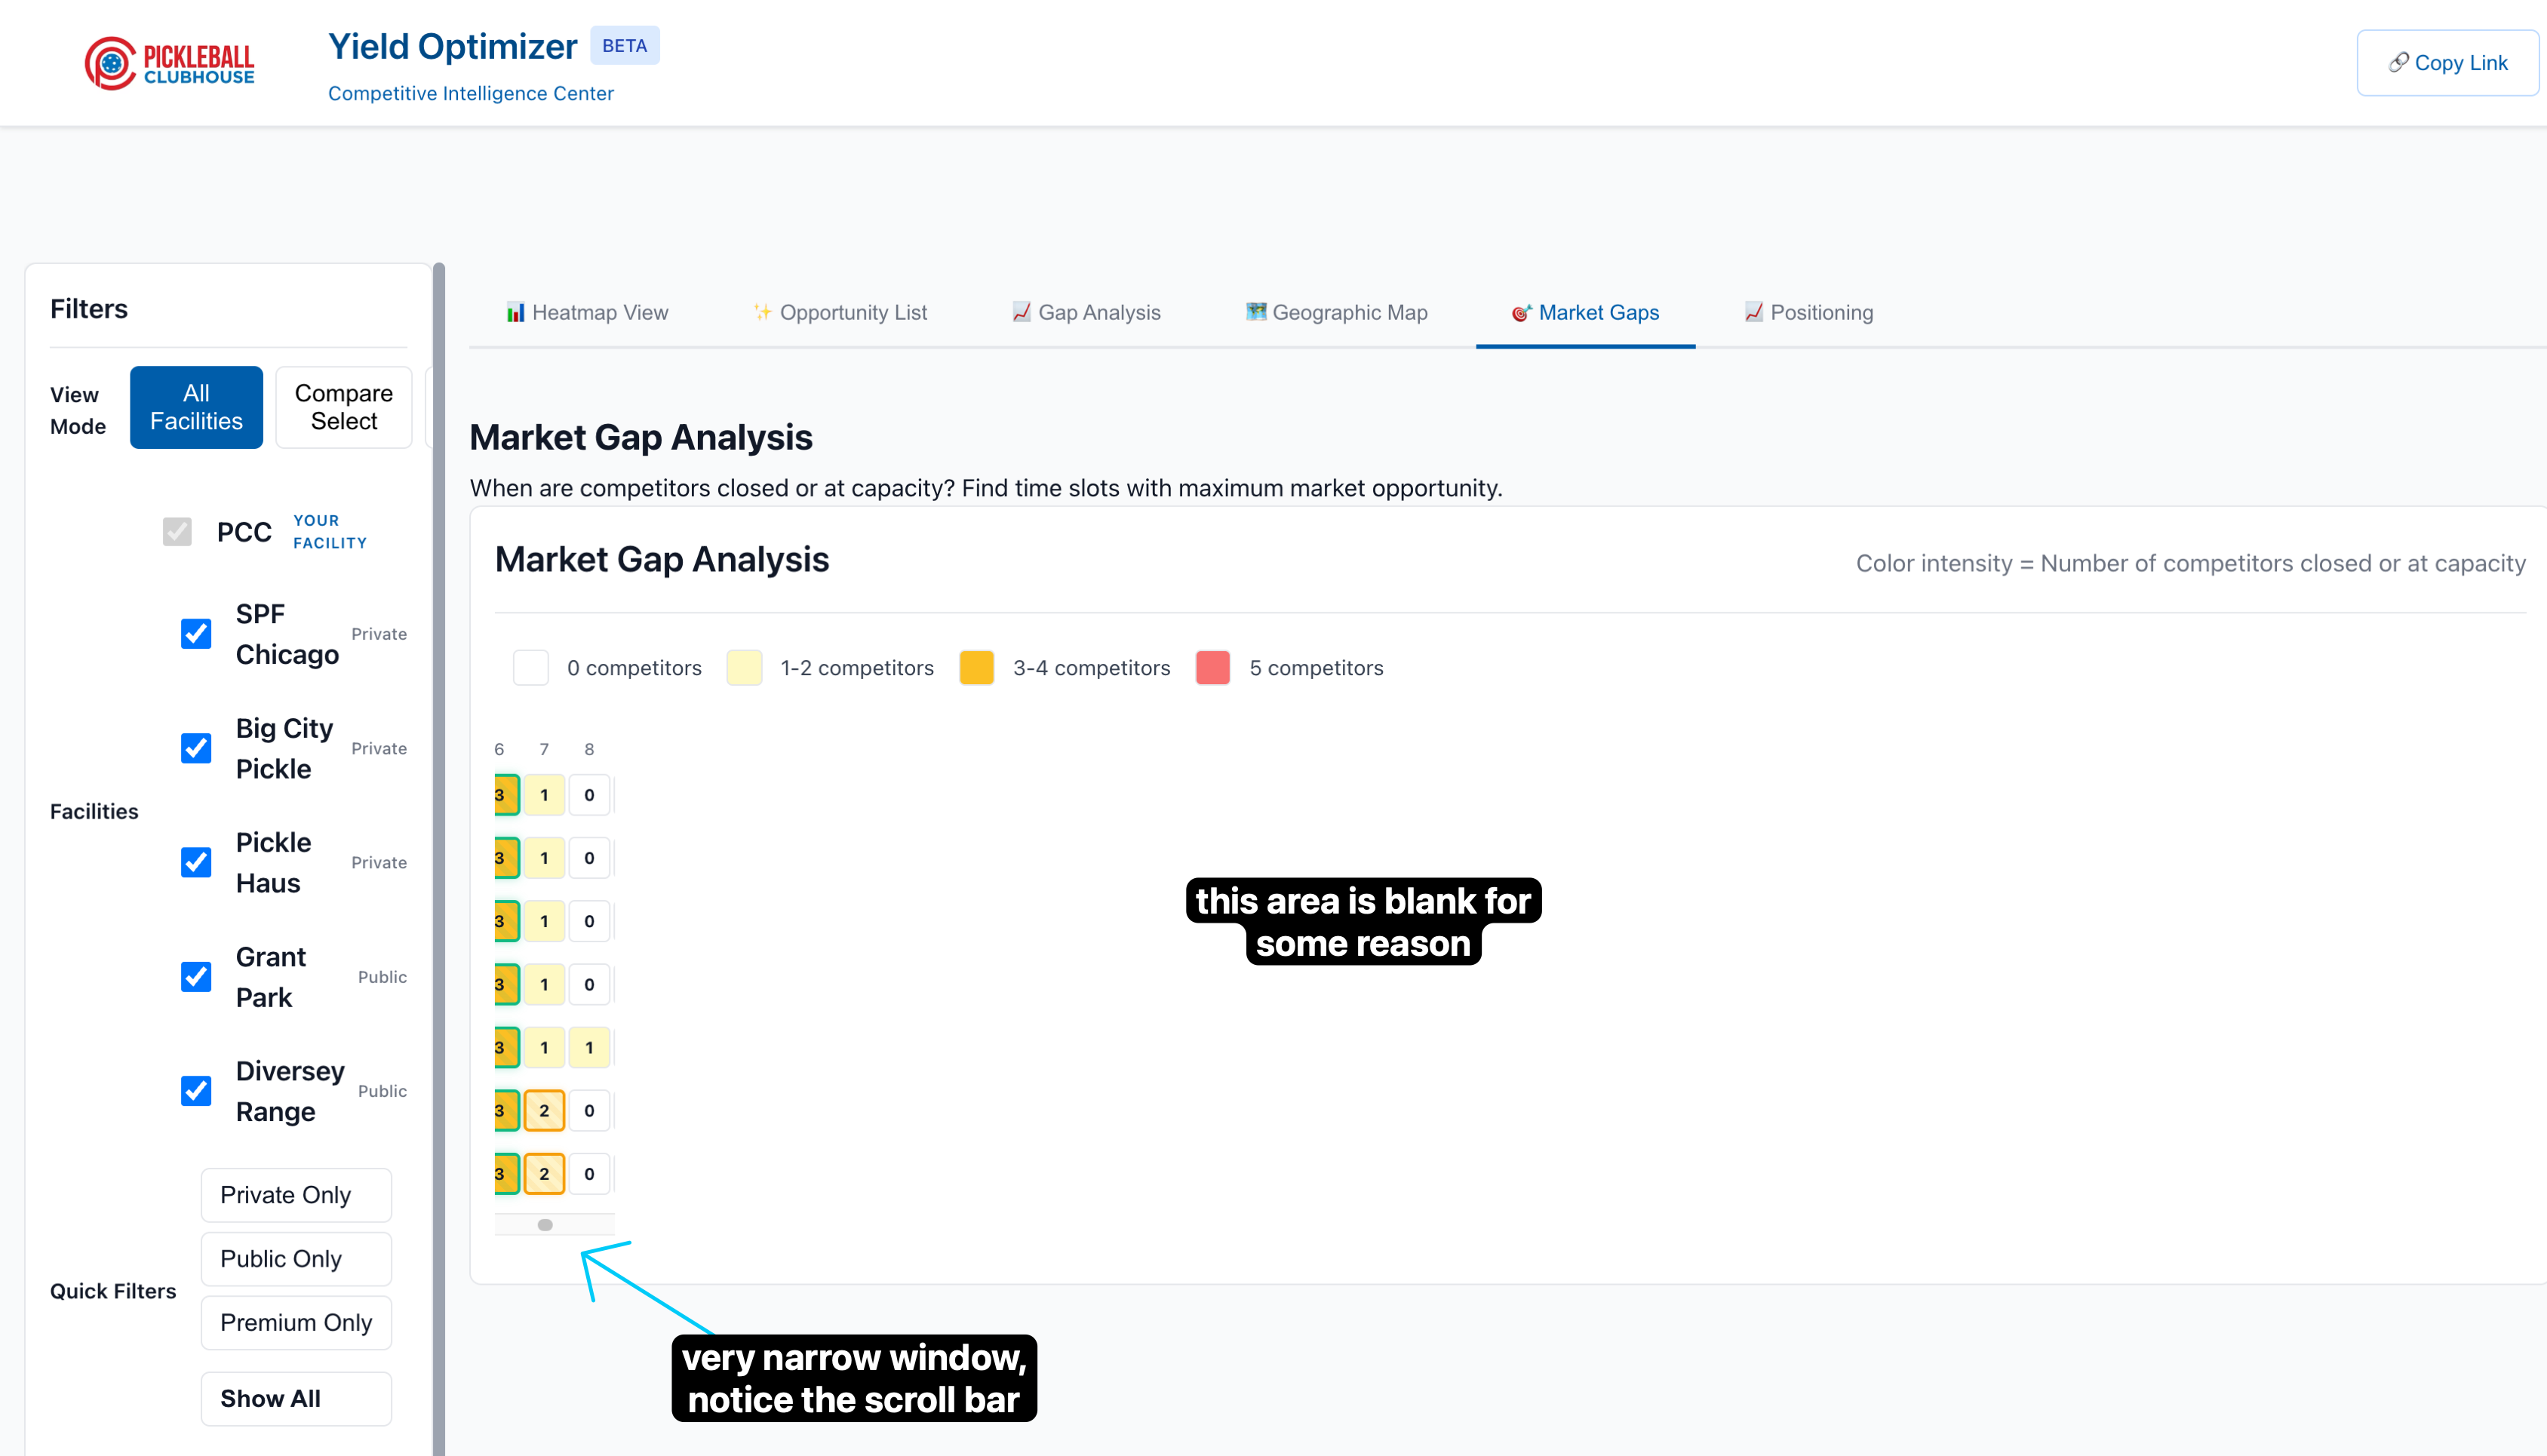 PICKLEBALL
CLUBHOUSE
Yield Optimizer BETA
Competitive Intelligence Center
Copy Link
Filters
View
Mode
All
Facilities
Compare
Select
PCC YOUR
FACILITY
SPF
Chicago Private
Big City
Pickle Private
Facilities
Pickle
Haus Private
Grant
Park Public
Diversey
Range Public
Quick Filters
Private Only
Public Only
Premium Only
Show All
Heatmap View Opportunity List Gap Analysis Geographic Map Market Gaps Positioning
Market Gap Analysis
When are competitors closed or at capacity? Find time slots with maximum market opportunity.
Market Gap Analysis Color intensity = Number of competitors closed or at capacity
0 competitors 1-2 competitors 3-4 competitors 5 competitors
6 7 8
3 1 0
3 1 0
3 1 0
3 1 0
3 1 1
3 2 0
3 2 0
this area is blank for
some reason
very narrow window,
notice the scroll bar